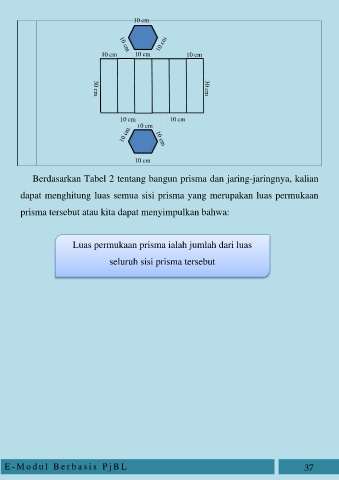 10 cm
10 cm 10 cm
10 cm 10 cm 10 cm
30 cm 30 cm
10 cm 10 cm
10 cm
10 cm 10 cm
10 cm
Berdasarkan Tabel 2 tentang bangun prisma dan jaring-jaringnya, kalian
dapat menghitung luas semua sisi prisma yang merupakan luas permukaan
prisma tersebut atau kita dapat menyimpulkan bahwa:
Luas permukaan prisma ialah jumlah dari luas
seluruh sisi prisma tersebut
E-Modul Berbasis PjBL 37